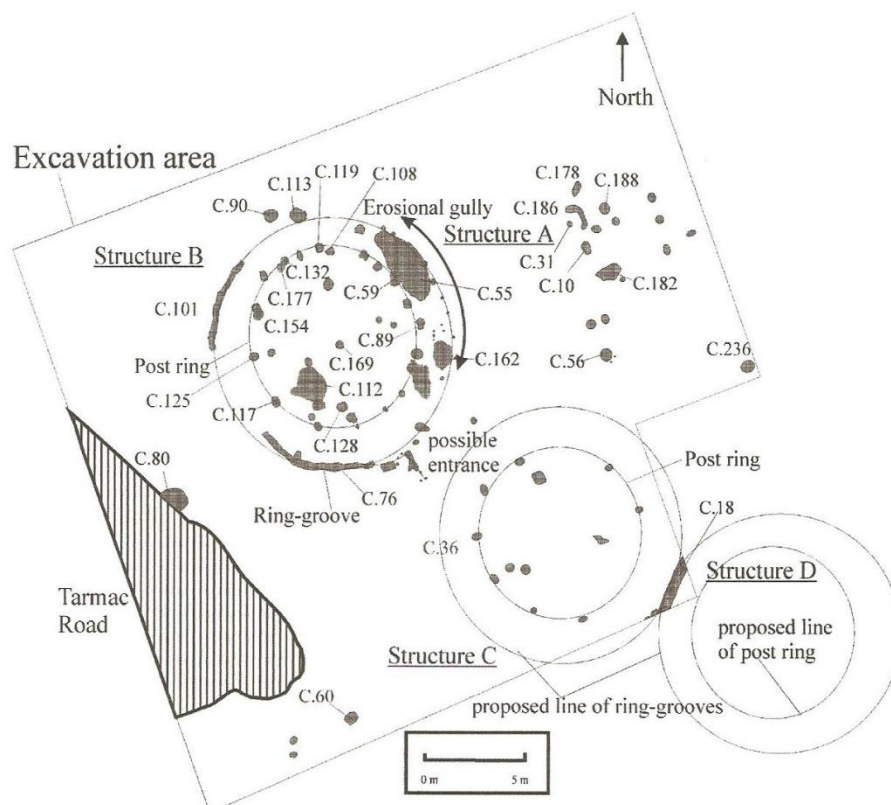 North
Excavation area
C.119
C.108
C.113
C.90
Erosional gully
C.178
C.188
C.186
Structure A
Structure B
C.31
C.10
C.182
C.132
C.101
C.177
C.59
C.55
C.154
C.89
C.56
C.236
Post ring
C.169
C.162
C.125
C.112
C.117
C.128
possible
entrance
C.80
C.76
Ring-groove
Post ring
C.18
C.36
Structure D
Tarmac
Road
proposed line
of post ring
Structure C
proposed line of ring-grooves
C.60
0 m
5 m